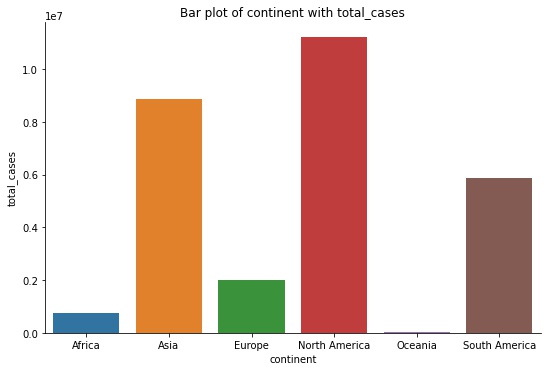 Bar plot of continent with total_cases
1e7
1.0
0.8
0.6
0.4
0.2
0.0
total_cases
Africa Asia Europe North America Oceania South America
continent